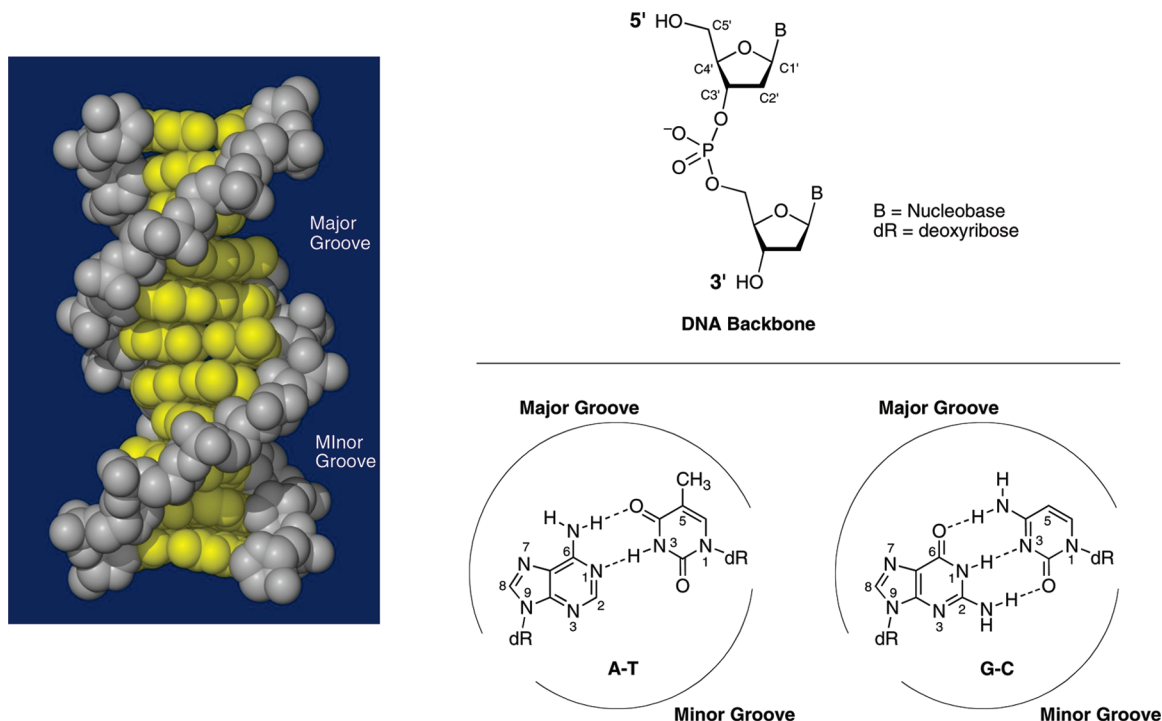 Major
Groove
MInor
Groove
5' HO
C5'
B
O
C4'
C1'
C3'
C2'
O
−O
P
O
O
B
O
3' HO
B = Nucleobase
dR = deoxyribose
DNA Backbone
Major Groove
CH3
H
N
H
O
5
7
N
6
H
N
3
N
1
dR
8
9
N
1
N
2
O
N
3
dR
A-T
Minor Groove
Major Groove
H
N
H
O
5
7
N
6
N
3
N
1
dR
8
9
N
1
N
H
2
O
N
3
N
H
H
dR
G-C
Minor Groove